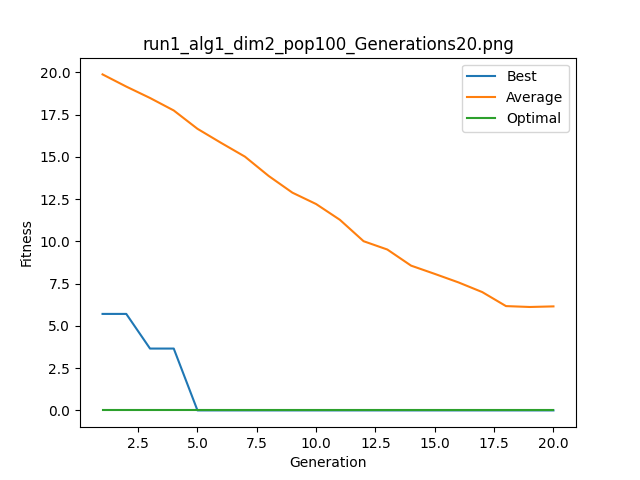 run1_alg1_dim2_pop100_Generations20.png
Best
Average
Optimal
Fitness
20.0
17.5
15.0
12.5
10.0
7.5
5.0
2.5
0.0
2.5 5.0 7.5 10.0 12.5 15.0 17.5 20.0
Generation